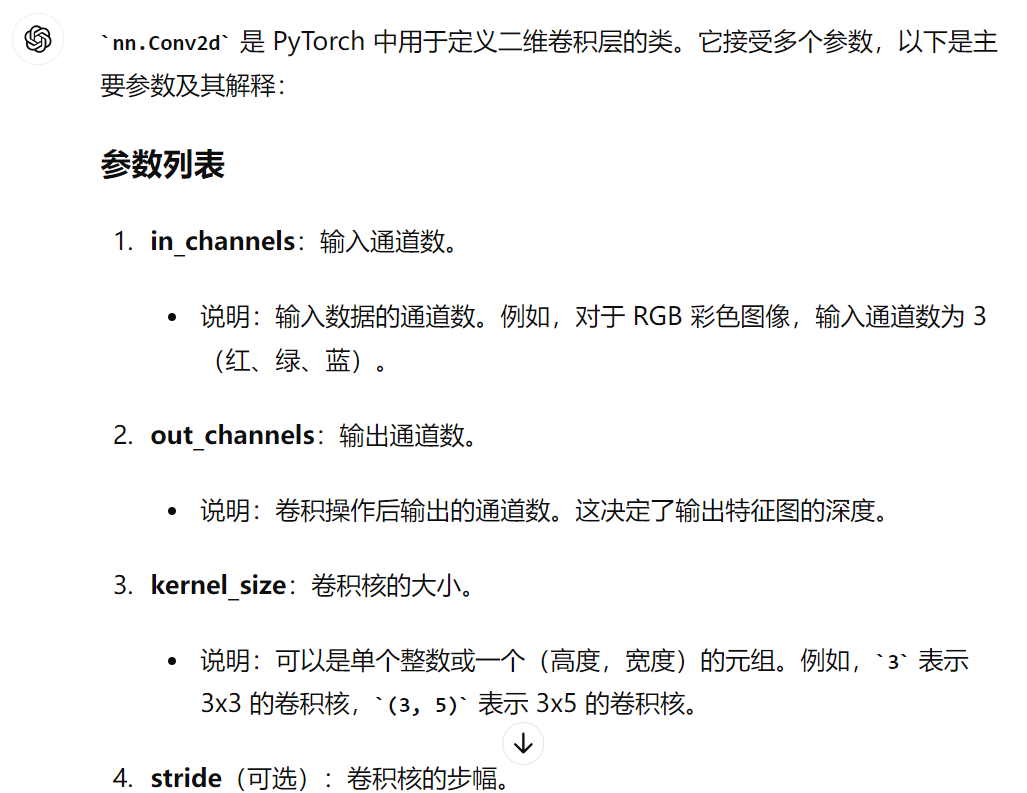 `nn.Conv2d` 是 PyTorch 中用于定义二维卷积层的类。它接受多个参数，以下是主
要参数及其解释：
参数列表
1. in_channels：输入通道数。
• 说明：输入数据的通道数。例如，对于 RGB 彩色图像，输入通道数为 3
（红、绿、蓝）。
2. out_channels：输出通道数。
• 说明：卷积操作后输出的通道数。这决定了输出特征图的深度。
3. kernel_size：卷积核的大小。
• 说明：可以是单个整数或一个（高度，宽度）的元组。例如，`3` 表示
3x3 的卷积核，`(3, 5)` 表示 3x5 的卷积核。
4. stride（可选）：卷积核的步幅。